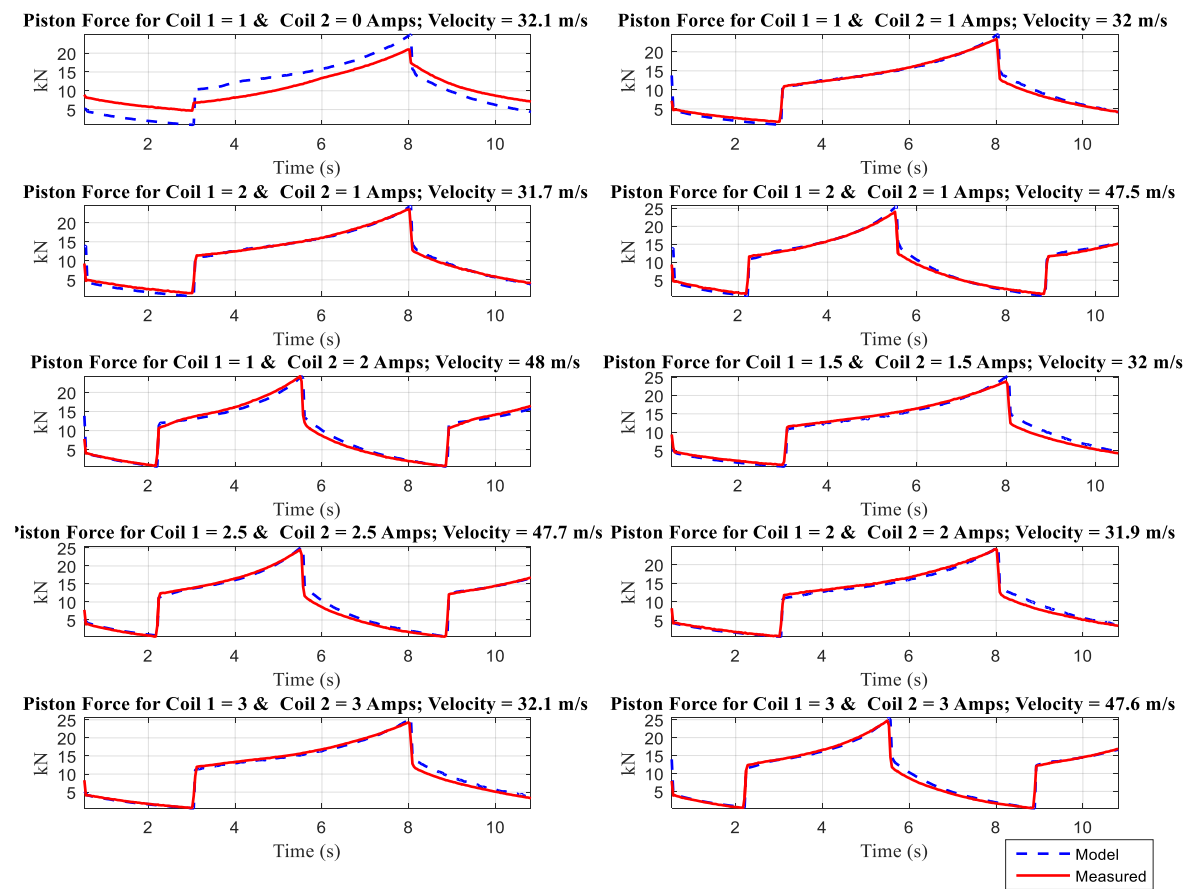 Piston Force for Coil 1 = 1 & Coil 2 = 0 Amps; Velocity = 32.1 m/s
kN
20
15
10
5
2 4 6 8 10
Time (s)
Piston Force for Coil 1 = 1 & Coil 2 = 1 Amps; Velocity = 32 m/s
kN
20
15
10
5
2 4 6 8 10
Time (s)
Piston Force for Coil 1 = 2 & Coil 2 = 1 Amps; Velocity = 31.7 m/s
kN
20
15
10
5
2 4 6 8 10
Time (s)
Piston Force for Coil 1 = 2 & Coil 2 = 1 Amps; Velocity = 47.5 m/s
kN
25
20
15
10
5
2 4 6 8 10
Time (s)
Piston Force for Coil 1 = 1 & Coil 2 = 2 Amps; Velocity = 48 m/s
kN
20
15
10
5
2 4 6 8 10
Time (s)
Piston Force for Coil 1 = 1.5 & Coil 2 = 1.5 Amps; Velocity = 32 m/s
kN
25
20
15
10
5
2 4 6 8 10
Time (s)
Piston Force for Coil 1 = 2.5 & Coil 2 = 2.5 Amps; Velocity = 47.7 m/s
kN
25
20
15
10
5
2 4 6 8 10
Time (s)
Piston Force for Coil 1 = 2 & Coil 2 = 2 Amps; Velocity = 31.9 m/s
kN
20
15
10
5
2 4 6 8 10
Time (s)
Piston Force for Coil 1 = 3 & Coil 2 = 3 Amps; Velocity = 32.1 m/s
kN
25
20
15
10
5
2 4 6 8 10
Time (s)
Piston Force for Coil 1 = 3 & Coil 2 = 3 Amps; Velocity = 47.6 m/s
kN
25
20
15
10
5
2 4 6 8 10
Time (s)
Model
Measured